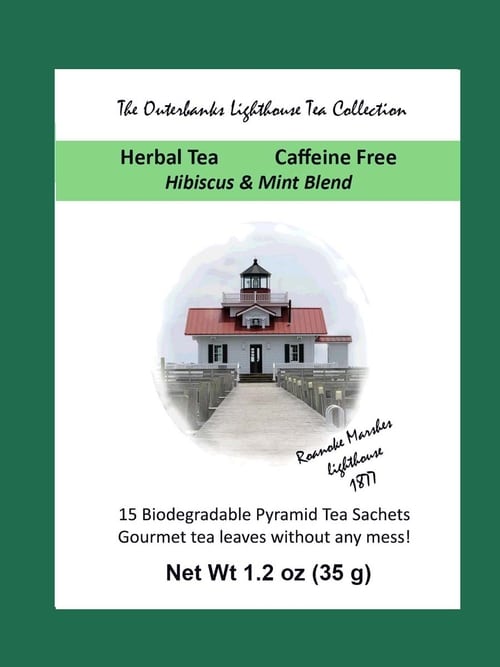 The Outerbanks Lighthouse Tea Collection
Herbal Tea Caffeine Free
Hibiscus & Mint Blend
Roanoke Marshes
lighthouse
1877
15 Biodegradable Pyramid Tea Sachets
Gourmet tea leaves without any mess!
Net Wt 1.2 oz (35 g)